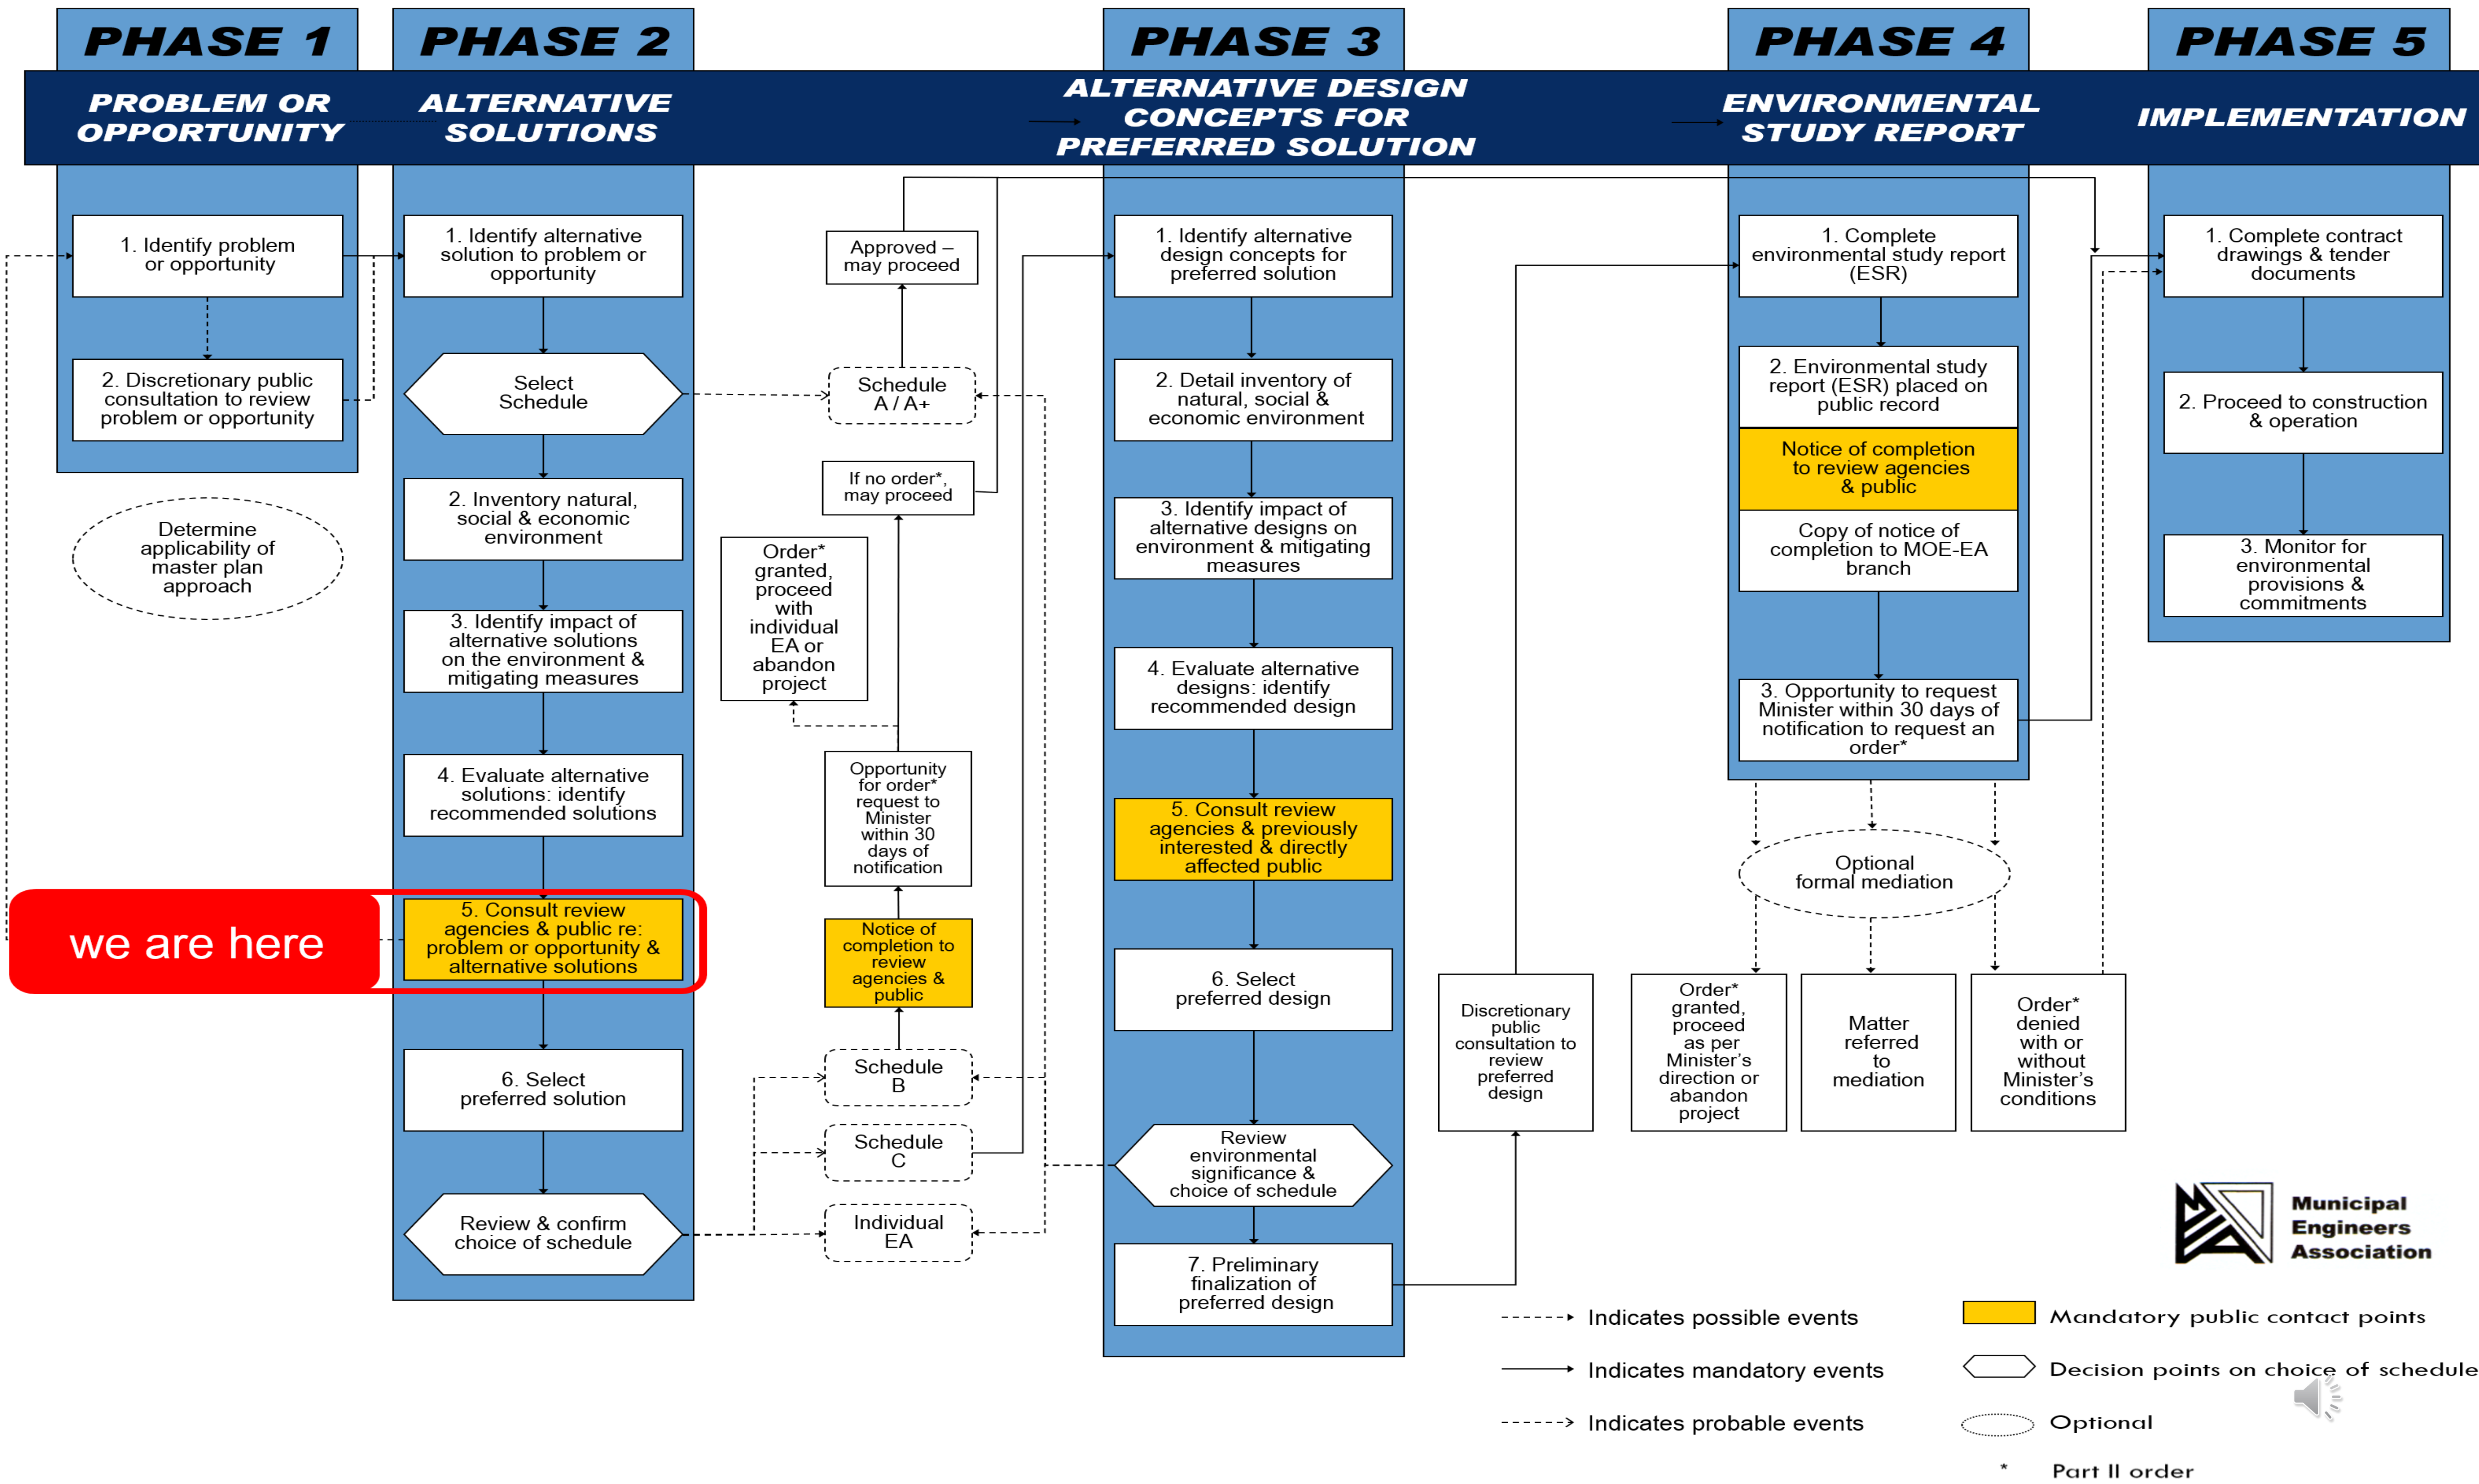 PHASE 1
PROBLEM OR
OPPORTUNITY
1. Identify problem
or opportunity
2. Discretionary public
consultation to review
problem or opportunity
Determine
applicability of
master plan
approach
we are here
PHASE 2
ALTERNATIVE
SOLUTIONS
1. Identify alternative
solution to problem or
opportunity
Select
Schedule
2. Inventory natural,
social & economic
environment
3. Identify impact of
alternative solutions
on the environment &
mitigating measures
4. Evaluate alternative
solutions: identify
recommended solutions
5. Consult review
agencies & public re:
problem or opportunity &
alternative solutions
6. Select
preferred solution
Review & confirm
choice of schedule
Approved –
may proceed
Schedule
A / A+
If no order*,
may proceed
Order*
granted,
proceed
with
individual
EA or
abandon
project
Opportunity
for order*
request to
Minister
within 30
days of
notification
Notice of
completion to
review
agencies &
public
Schedule
B
Schedule
C
Individual
EA
PHASE 3
ALTERNATIVE DESIGN
CONCEPTS FOR
PREFERRED SOLUTION
1. Identify alternative
design concepts for
preferred solution
2. Detail inventory of
natural, social &
economic environment
3. Identify impact of
alternative designs on
environment & mitigating
measures
4. Evaluate alternative
designs: identify
recommended design
5. Consult review
agencies & previously
interested & directly
affected public
6. Select
preferred design
Review
environmental
significance &
choice of schedule
7. Preliminary
finalization of
preferred design
Discretionary
public
consultation to
review
preferred
design
PHASE 4
ENVIRONMENTAL
STUDY REPORT
1. Complete
environmental study report
(ESR)
2. Environmental study
report (ESR) placed on
public record
Notice of completion
to review agencies
& public
Copy of notice of
completion to MOE-EA
branch
3. Opportunity to request
Minister within 30 days of
notification to request an
order*
Optional
formal mediation
Order*
granted,
proceed
as per
Minister's
direction or
abandon
project
Matter
referred
to
mediation
Order*
denied
with or
without
Minister's
conditions
PHASE 5
IMPLEMENTATION
1. Complete contract
drawings & tender
documents
2. Proceed to construction
& operation
3. Monitor for
environmental
provisions &
commitments
Municipal
Engineers
Association
Indicates possible events
Indicates mandatory events
Indicates probable events
Mandatory public contact points
Decision points on choice of schedule
Optional
* Part II order